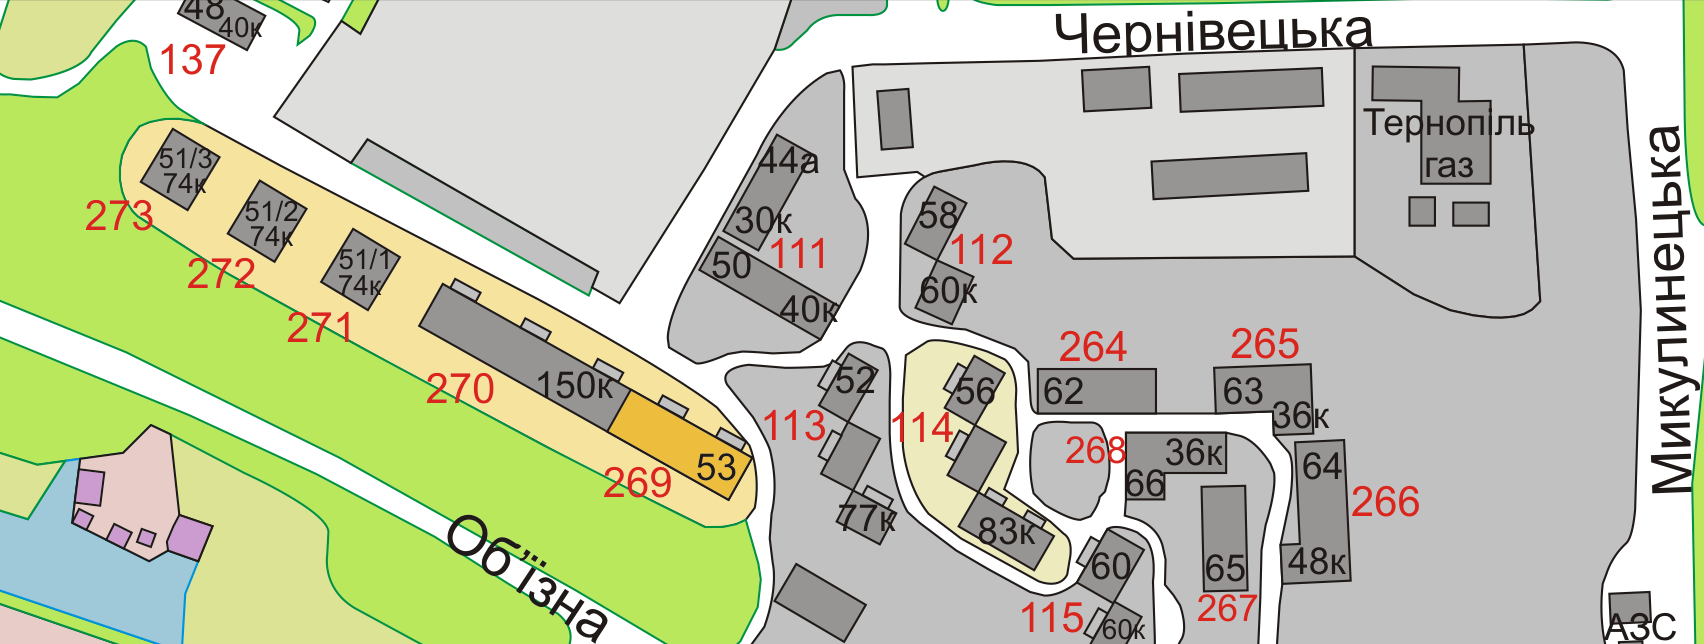 48
40к
137
Чернівецька
51/3
74к
273
51/2
74к
272
51/1
74к
271
44а
30к
111
50
40к
58
112
60к
Тернопіль
газ
Микулинецька
150к
270
53
269
52
113
77к
56
114
83к
264
62
265
63
36к
268
36к
66
64
266
48к
65
267
60
115
60к
Об’їзна
АЗС